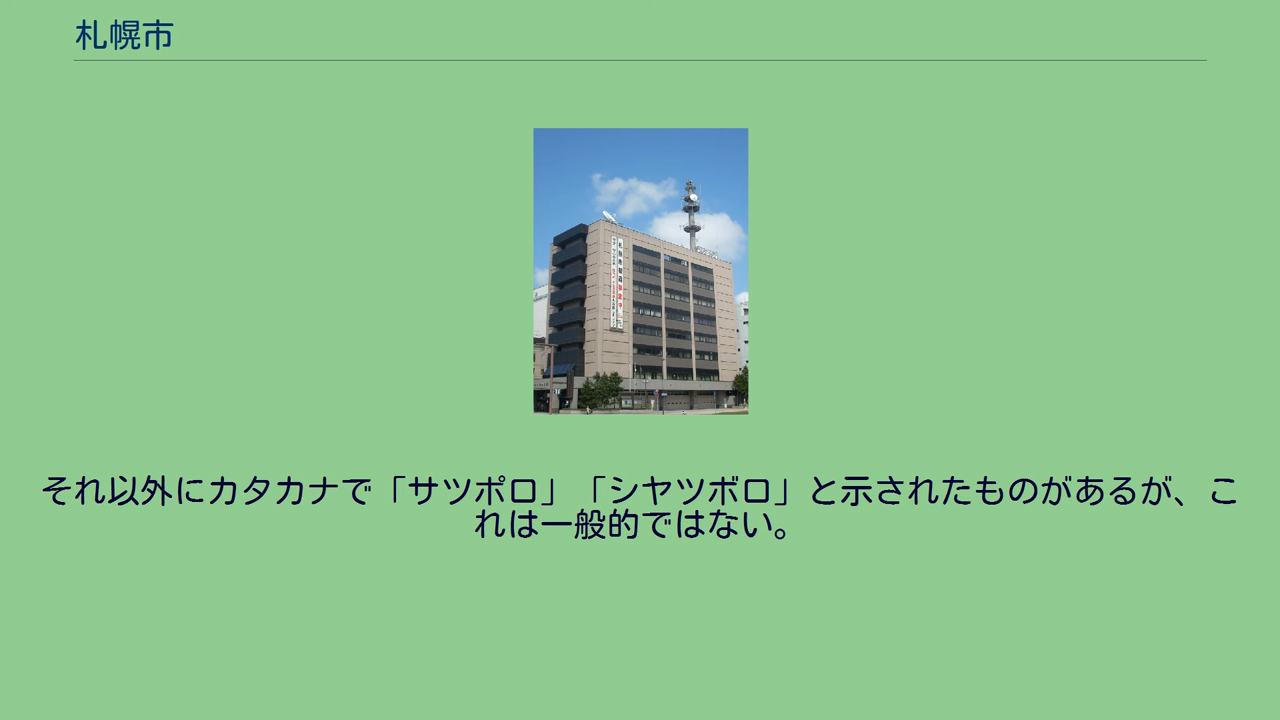 札幌市
それ以外にカタカナで「サツポロ」「シヤツボロ」と示されたものがあるが、こ
れは一般的ではない。